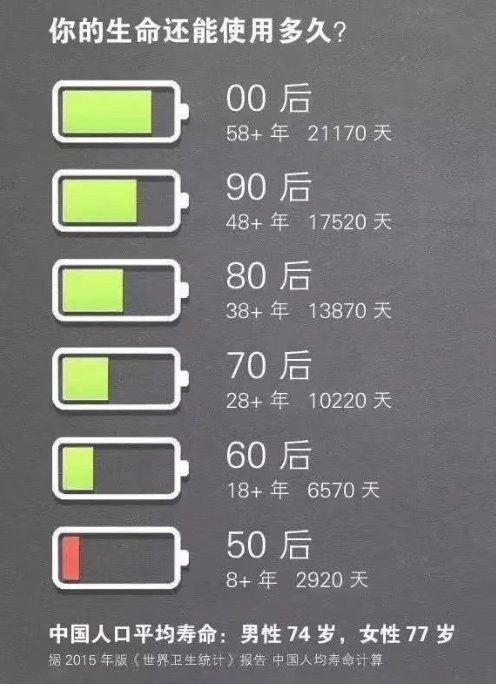 你的生命还能使用多久?
00 后
58+ 年 21170 天
90 后
48+ 年 17520 天
80 后
38+ 年 13870 天
70 后
28+ 年 10220 天
60 后
18+ 年 6570 天
50 后
8+ 年 2920 天
中国人口平均寿命：男性 74 岁，女性 77 岁
据 2015 年版《世界卫生统计》报告 中国人均寿命计算